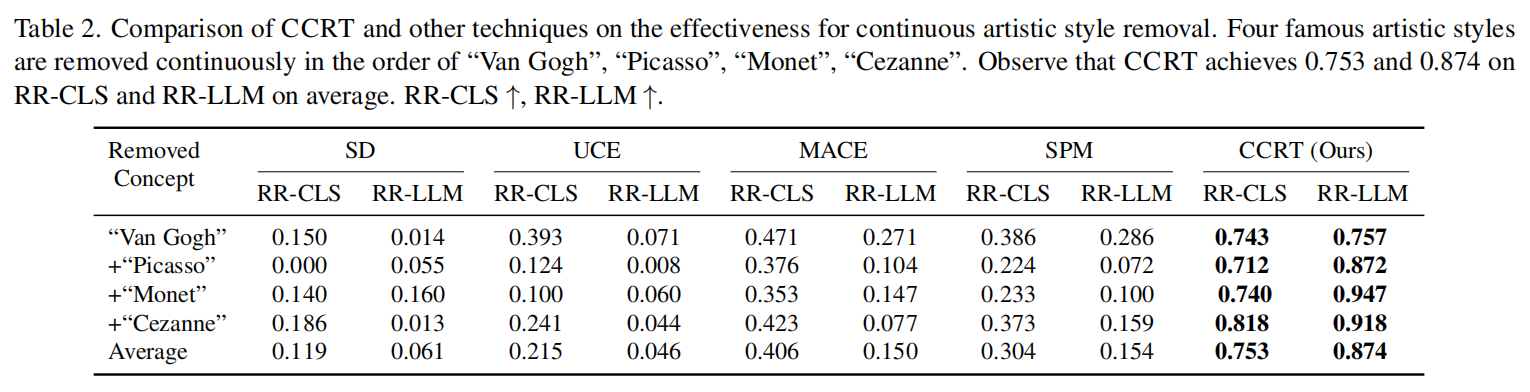 Table 2. Comparison of CCRT and other techniques on the effectiveness for continuous artistic style removal. Four famous artistic styles
are removed continuously in the order of “Van Gogh”, “Picasso”, “Monet”, “Cezanne”. Observe that CCRT achieves 0.753 and 0.874 on
RR-CLS and RR-LLM on average. RR-CLS ↑, RR-LLM ↑.
Removed Concept SD UCE MACE SPM CCRT (Ours)
RR-CLS RR-LLM RR-CLS RR-LLM RR-CLS RR-LLM RR-CLS RR-LLM RR-CLS RR-LLM
“Van Gogh” 0.150 0.014 0.393 0.071 0.471 0.271 0.386 0.286 0.743 0.757
+“Picasso” 0.000 0.055 0.124 0.008 0.376 0.104 0.224 0.072 0.712 0.872
+“Monet” 0.140 0.160 0.100 0.060 0.353 0.147 0.233 0.100 0.740 0.947
+“Cezanne” 0.186 0.013 0.241 0.044 0.423 0.077 0.373 0.159 0.818 0.918
Average 0.119 0.061 0.215 0.046 0.406 0.150 0.304 0.154 0.753 0.874